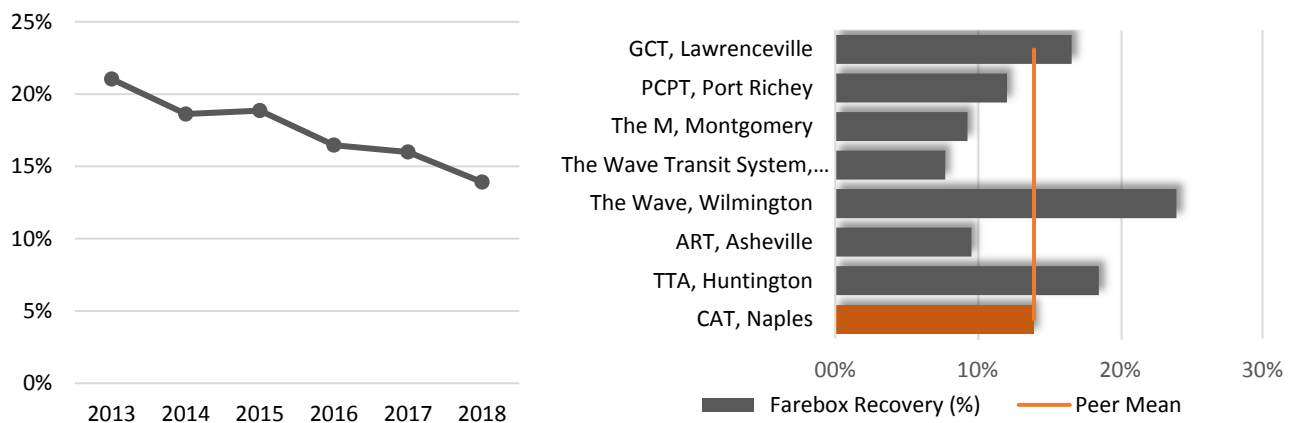 25%
20%
15%
10%
5%
0%
2013 2014 2015 2016 2017 2018
GCT, Lawrenceville
PCPT, Port Richey
The M, Montgomery
The Wave Transit System,...
The Wave, Wilmington
ART, Asheville
TTA, Huntington
CAT, Naples
00% 10% 20% 30%
Farebox Recovery (%) Peer Mean